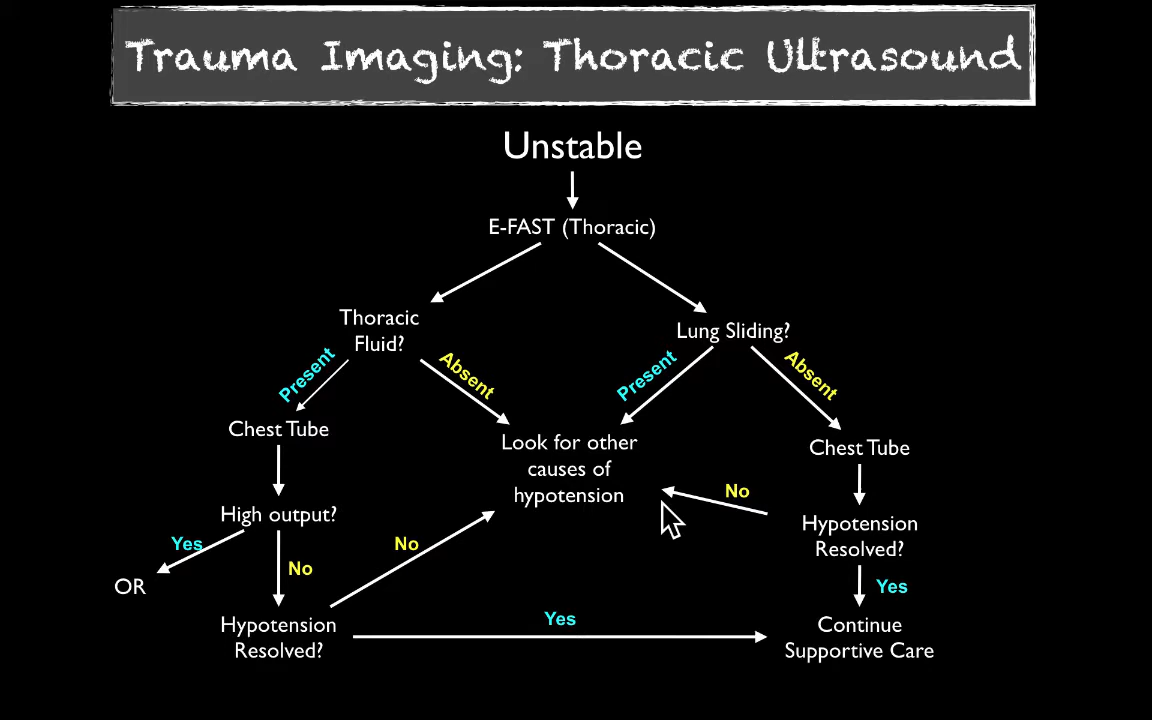 Trauma Imaging: Thoracic Ultrasound
Unstable
E-FAST (Thoracic)
Thoracic
Fluid?
Lung Sliding?
Present
Absent
Present
Absent
Chest Tube
Look for other
causes of
hypotension
Chest Tube
High output?
No
Hypotension
Resolved?
Yes
No
No
Yes
OR
Yes
Hypotension
Resolved?
Yes
Continue
Supportive Care